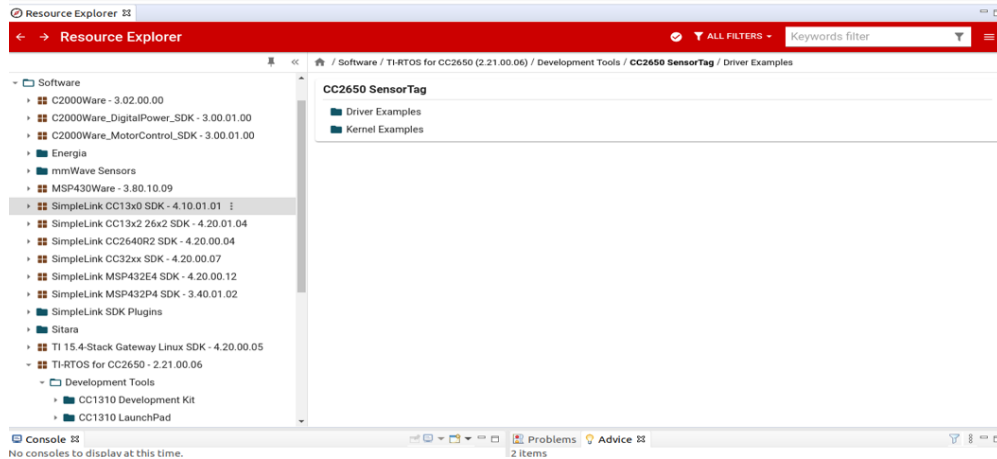 Resource Explorer
Resource Explorer
ALL FILTERS
Keywords filter
/ Software / TI-RTOS for CC2650 (2.21.00.06) / Development Tools / CC2650 SensorTag / Driver Examples
Software
C2000Ware - 3.02.00.00
C2000Ware_DigitalPower_SDK - 3.00.01.00
C2000Ware_MotorControl_SDK - 3.00.01.00
Energia
mmWave Sensors
MSP430Ware - 3.80.10.09
SimpleLink CC13x0 SDK - 4.10.01.01
SimpleLink CC13x2 26x2 SDK - 4.20.01.04
SimpleLink CC2640R2 SDK - 4.20.00.04
SimpleLink CC32xx SDK - 4.20.00.07
SimpleLink MSP432E4 SDK - 4.20.00.12
SimpleLink MSP432P4 SDK - 3.40.01.02
SimpleLink SDK Plugins
Sitara
TI 15.4-Stack Gateway Linux SDK - 4.20.00.05
TI-RTOS for CC2650 - 2.21.00.06
Development Tools
CC1310 Development Kit
CC1310 LaunchPad
CC2650 SensorTag
Driver Examples
Kernel Examples
Console
No consoles to display at this time.
Problems
Advice
2 items